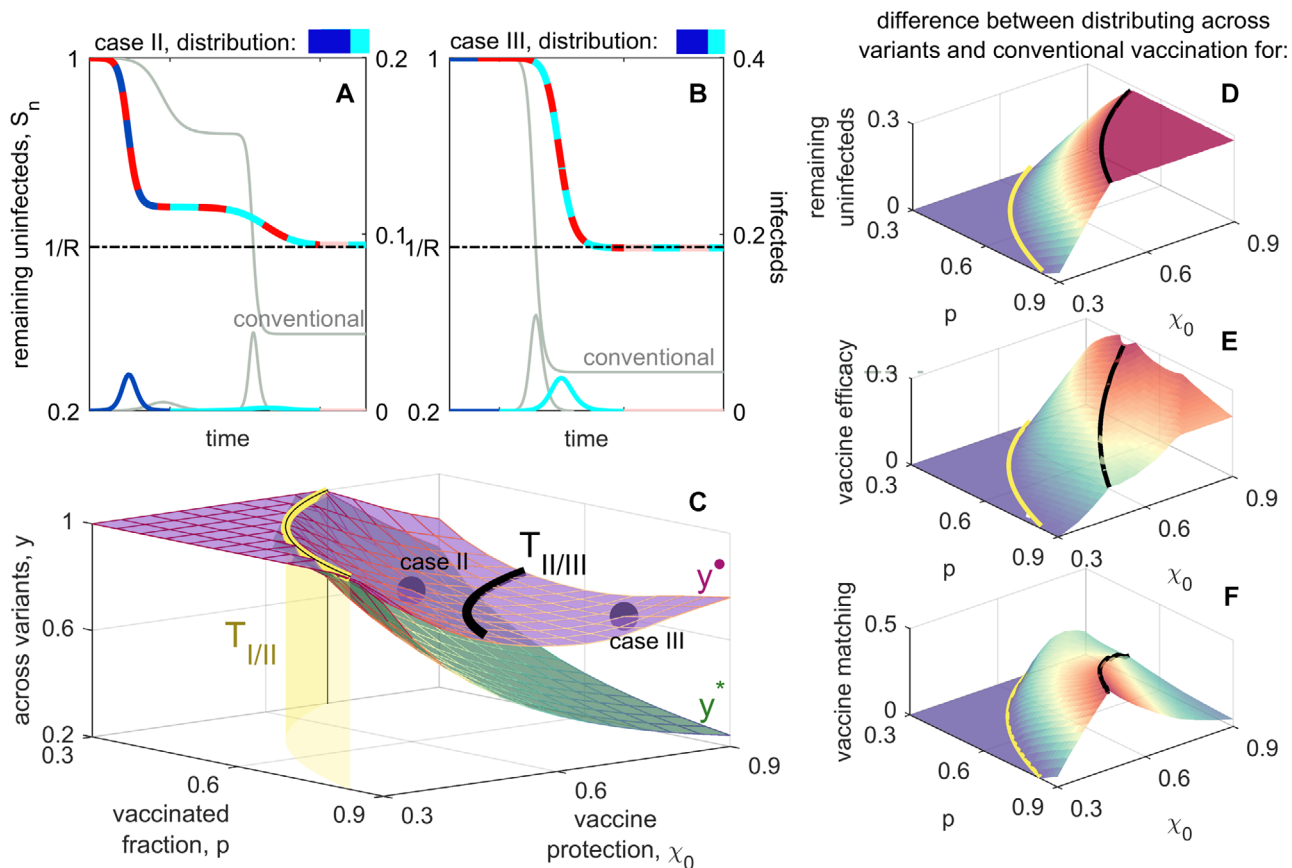 case II, distribution:
case III, distribution:
difference between distributing across
variants and conventional vaccination for:
1
0.2
1
0.4
A
B
remaining uninfecteds, S_n
1/R
0.1
1/R
0.2
infecteds
conventional
conventional
0.2
0
0.2
0
time
time
D
0.3
remaining
uninfecteds
0
0.3
0.6
0.9
0.3
0.6
0.9
p
χ_0
E
0.3
vaccine efficacy
0
0.3
0.6
0.9
0.3
0.6
0.9
p
χ_0
F
0.5
vaccine matching
0
0.3
0.6
0.9
0.3
0.6
0.9
p
χ_0
C
1
across variants, y
0.6
0.2
case II
T_II/III
y^•
case III
T_I/II
y^*
0.3
0.6
0.9
0.3
0.6
0.9
vaccinated
fraction, p
vaccine
protection, χ_0